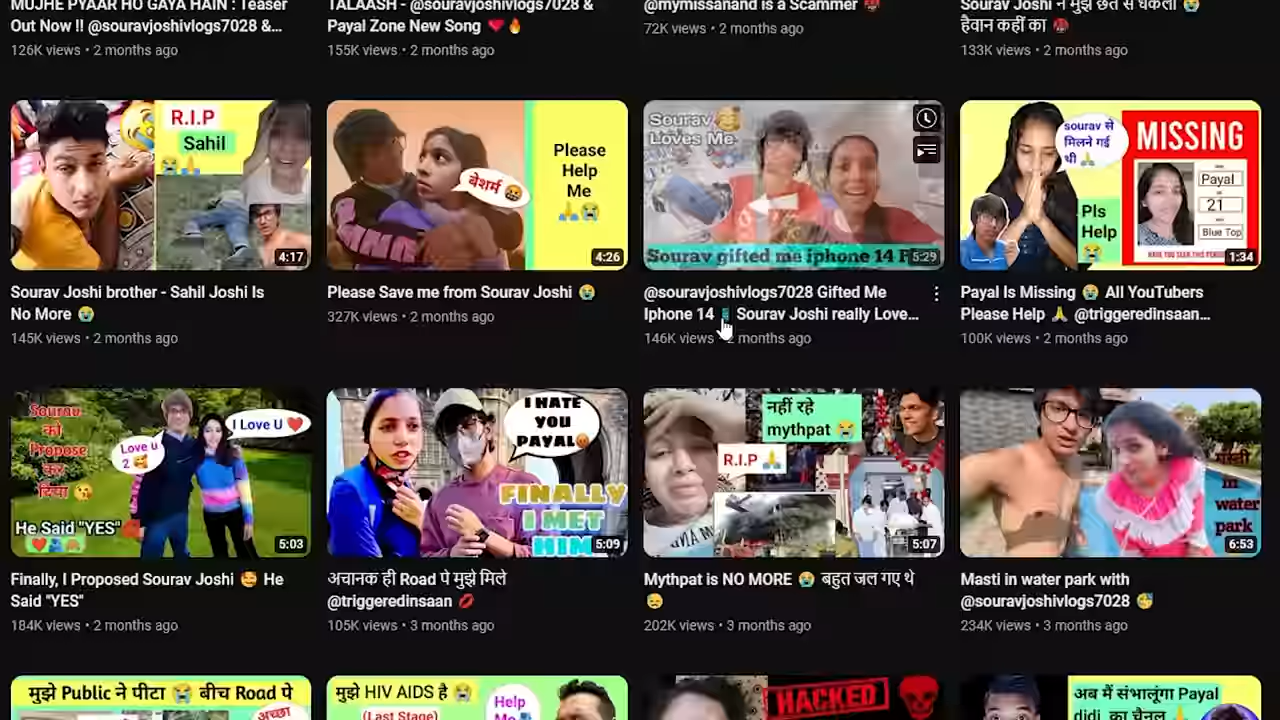 MUJHE PYAAR HO GAYA HAIN : Teaser
Out Now !! @souravjoshivlogs7028 &...
126K views • 2 months ago
TALAASH - @souravjoshivlogs7028 &
Payal Zone New Song ❤️🔥
155K views • 2 months ago
@mymissanand is a Scammer
72K views • 2 months ago
Sourav Joshi ने मुझे छत से धकेला 😭
हैवान कहीं का
133K views • 2 months ago
R.I.P
Sahil
4:17
बेशर्म
Please
Help
Me
4:26
Sourav
Loves Me
Sourav gifted me iphone 14 P
5:29
sourav से
मिलने गई
थी
Pls
Help
MISSING
Payal
21
Blue Top
1:34
Sourav Joshi brother - Sahil Joshi Is
No More 😭
145K views • 2 months ago
Please Save me from Sourav Joshi 😭
327K views • 2 months ago
@souravjoshivlogs7028 Gifted Me
Iphone 14 📱 Sourav Joshi really Love...
146K views • 2 months ago
Payal Is Missing 😭 All YouTubers
Please Help 🙏 @triggeredinsaan...
100K views • 2 months ago
Sourav
को
Propose
कर
दिया
Love U
2
I Love U ❤️
He Said "YES"
5:03
I HATE
YOU
PAYAL
FINALLY
I MET
HIM
5:09
नहीं रहे
mythpat 😭
R.I.P 🙏
5:07
मस्ती
in
water
park
6:53
Finally, I Proposed Sourav Joshi 🥰 He
Said "YES"
184K views • 2 months ago
अचानक ही Road पे मुझे मिले
@triggeredinsaan 💋
105K views • 3 months ago
Mythpat is NO MORE 😭 बहुत जल गए थे
202K views • 3 months ago
Masti in water park with
@souravjoshivlogs7028
234K views • 3 months ago
मुझे Public ने पीटा 😭 बीच Road पे
अच्छा
मुझे HIV AIDS है 😭
(Last Stage)
Help
Me
HACKED
अब मैं संभालूंगा Payal
didi का चैनल